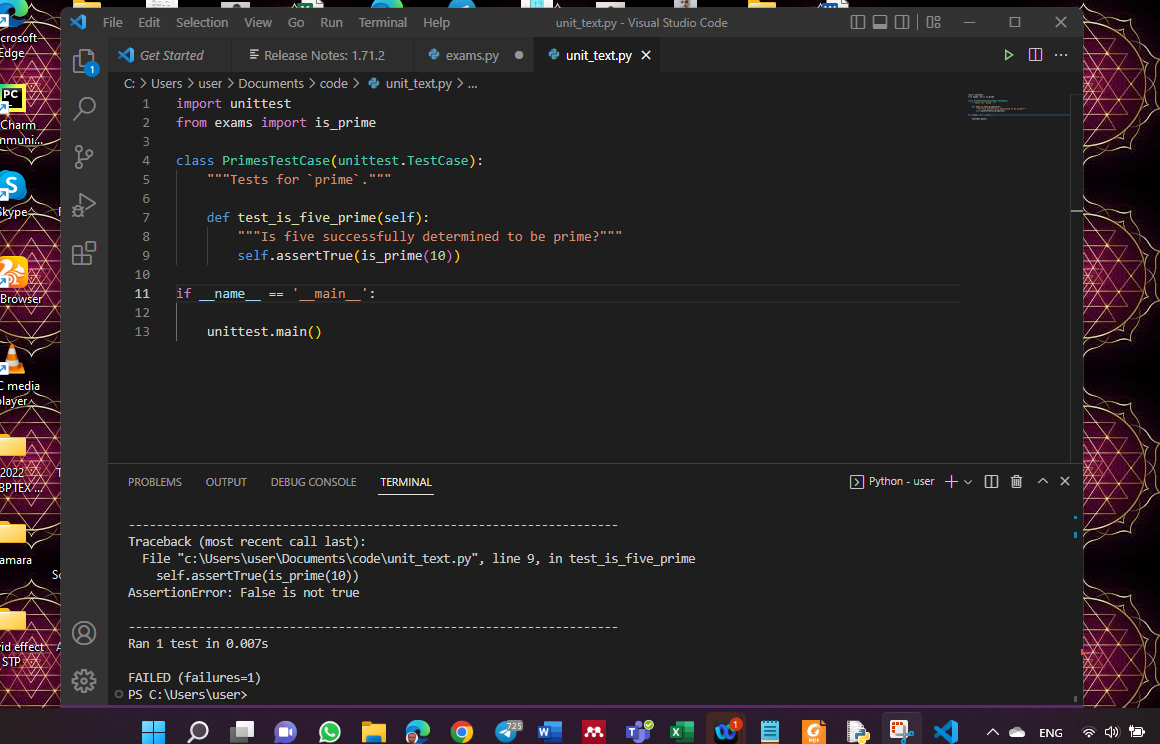 File Edit Selection View Go Run Terminal Help unit_text.py - Visual Studio Code
crosoft
Edge
Get Started Release Notes: 1.71.2 exams.py unit_text.py
1
C: > Users > user > Documents > code > unit_text.py > ...
1 import unittest
2 from exams import is_prime
3
4 class PrimesTestCase(unittest.TestCase):
5 """Tests for `prime`."""
6
7 def test_is_five_prime(self):
8 """Is five successfully determined to be prime?"""
9 self.assertTrue(is_prime(10))
10
11 if __name__ == '__main__':
12
13 unittest.main()
PC
Charm
mmuni...
S
Skype
Browser
C media
player
2022
BPTEX...
amara
vid effect
STP
PROBLEMS OUTPUT DEBUG CONSOLE TERMINAL Python - user
----------------------------------------------------------------------
Traceback (most recent call last):
File "c:\Users\user\Documents\code\unit_text.py", line 9, in test_is_five_prime
self.assertTrue(is_prime(10))
AssertionError: False is not true
----------------------------------------------------------------------
Ran 1 test in 0.007s
FAILED (failures=1)
PS C:\Users\user>
725 1 ENG